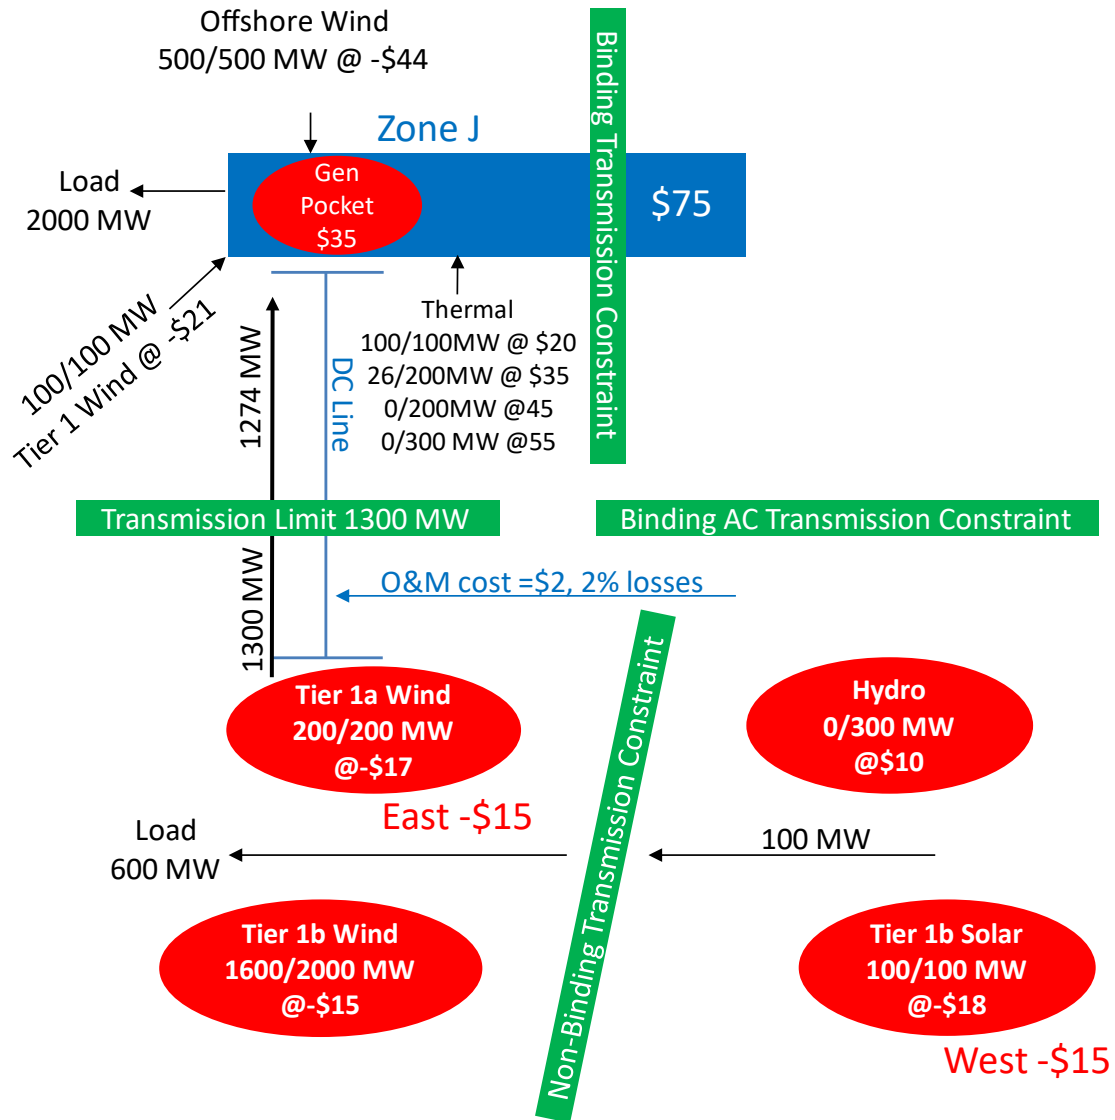 Offshore Wind
500/500 MW @ -$44
Zone J
Binding Transmission Constraint
Load
2000 MW
Gen
Pocket
$35
$75
100/100 MW
Tier 1 Wind @ -$21
1274 MW
DC Line
Thermal
100/100MW @ $20
26/200MW @ $35
0/200MW @45
0/300 MW @55
Transmission Limit 1300 MW
Binding AC Transmission Constraint
1300 MW
O&M cost =$2, 2% losses
Non-Binding Transmission Constraint
Tier 1a Wind
200/200 MW
@-$17
Hydro
0/300 MW
@$10
East -$15
Load
600 MW
100 MW
Tier 1b Wind
1600/2000 MW
@-$15
Tier 1b Solar
100/100 MW
@-$18
West -$15